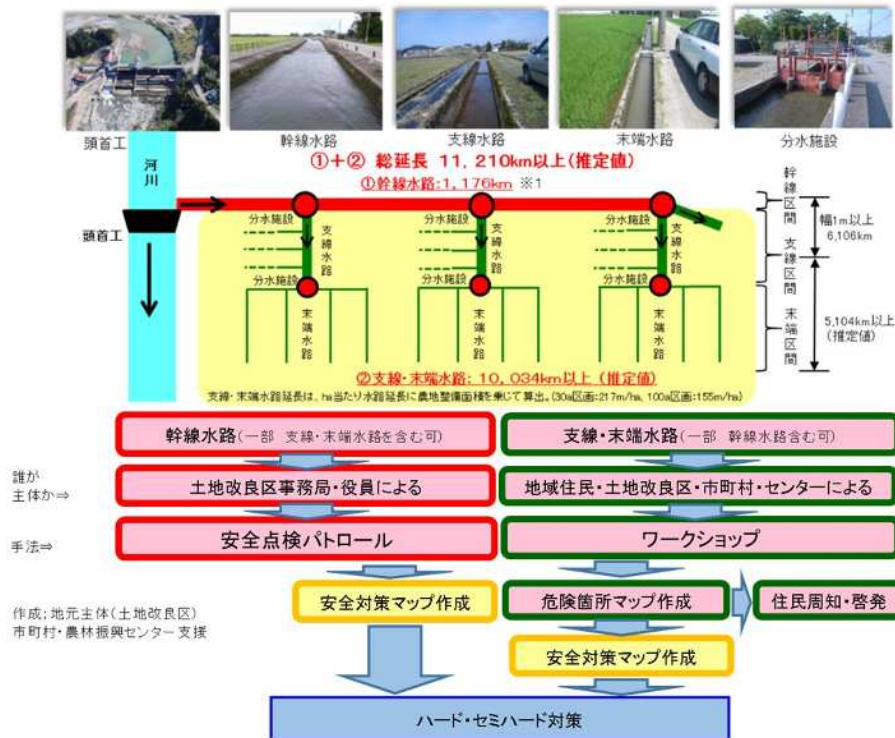 頭首工
幹線水路
支線水路
末端水路
分水施設
河川
①+② 総延長 11,210km以上(推定値)
①幹線水路:1,176km ※1
頭首工
分水施設
分水施設
分水施設
支線水路
支線水路
支線水路
分水施設
分水施設
分水施設
末端水路
末端水路
末端水路
幹線区間
支線区間
末端区間
幅1m以上
6,106km
5,104km以上
(推定値)
②支線・末端水路:10,034km以上 (推定値)
支線・末端水路延長は、ha当たり水路延長に農地整備面積を乗じて算出。(30a区画:217m/ha, 100a区画:155m/ha)
幹線水路(一部 支線・末端水路を含む可)
支線・末端水路(一部 幹線水路含む可)
誰が
主体か⇒
土地改良区事務局・役員による
地域住民・土地改良区・市町村・センターによる
手法⇒
安全点検パトロール
ワークショップ
作成;地元主体(土地改良区)
市町村・農林振興センター支援
安全対策マップ作成
危険箇所マップ作成
住民周知・啓発
安全対策マップ作成
ハード・セミハード対策